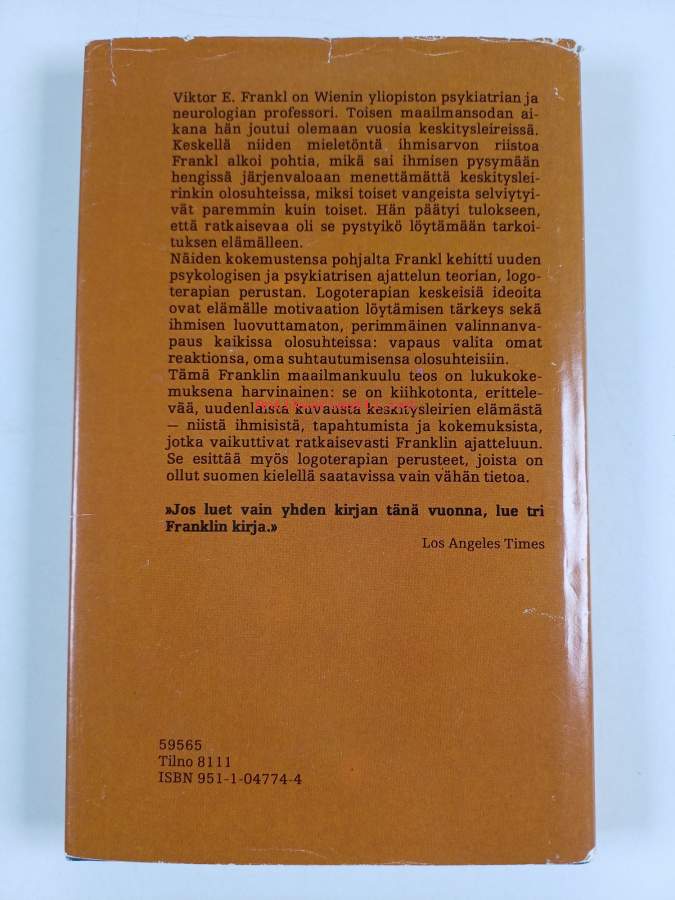 Viktor E. Frankl on Wienin yliopiston psykiatrian ja
neurologian professori. Toisen maailmansodan ai-
kana hän joutui olemaan vuosia keskitysleireissä.
Keskellä niiden mieletöntä ihmisarvon riistoa
Frankl alkoi pohtia, mikä sai ihmisen pysymään
hengissä järjenvaloaan menettämättä keskityslei-
rinkin olosuhteissa, miksi toiset vangeista selviytyi-
vät paremmin kuin toiset. Hän päätyi tulokseen,
että ratkaisevaa oli se pystyikö löytämään tarkoi-
tuksen elämälleen.
Näiden kokemustensa pohjalta Frankl kehitti uuden
psykologisen ja psykiatrisen ajattelun teorian, logo-
terapian perustan. Logoterapian keskeisiä ideoita
ovat elämälle motivaation löytämisen tärkeys sekä
ihmisen luovuttamaton, perimmäinen valinnanva-
paus kaikissa olosuhteissa: vapaus valita omat
reaktionsa, oma suhtautumisensa olosuhteisiin.
Tämä Franklin maailmankuulu teos on lukukoke-
muksena harvinainen: se on kiihkotonta, erittele-
vää, uudenlaista kuvausta keskitysleirien elämästä
— niistä ihmisistä, tapahtumista ja kokemuksista,
jotka vaikuttivat ratkaisevasti Franklin ajatteluun.
Se esittää myös logoterapian perusteet, joista on
ollut suomen kielellä saatavissa vain vähän tietoa.
»Jos luet vain yhden kirjan tänä vuonna, lue tri
Franklin kirja.»
Los Angeles Times
59565
Tilno 8111
ISBN 951-1-04774-4